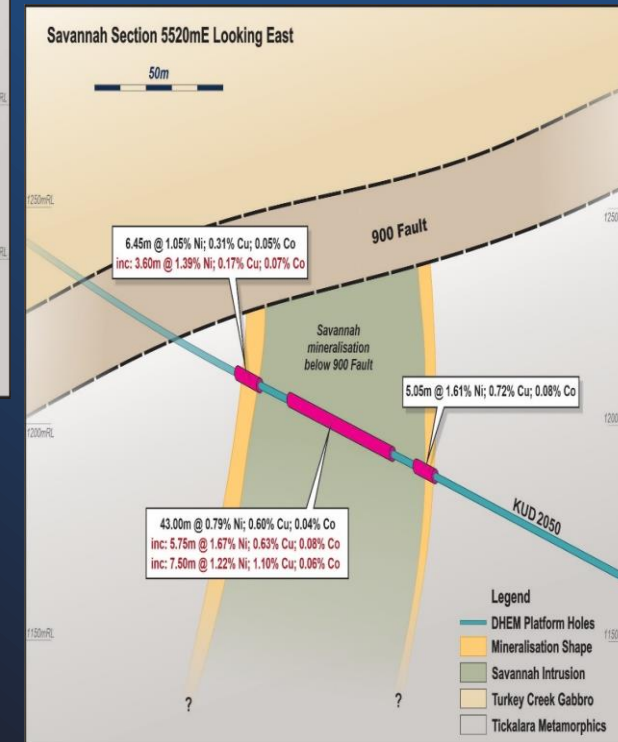 Savannah Section 5520mE Looking East
50m
1250mRL
900 Fault
6.45m @ 1.05% Ni; 0.31% Cu; 0.05% Co
inc: 3.60m @ 1.39% Ni; 0.17% Cu; 0.07% Co
Savannah
mineralisation
below 900 Fault
5.05m @ 1.61% Ni; 0.72% Cu; 0.08% Co
1200mRL
43.00m @ 0.79% Ni; 0.60% Cu; 0.04% Co
inc: 5.75m @ 1.67% Ni; 0.63% Cu; 0.08% Co
inc: 7.50m @ 1.22% Ni; 1.10% Cu; 0.06% Co
KUD 2050
1150mRL
?
?
Legend
DHEM Platform Holes
Mineralisation Shape
Savannah Intrusion
Turkey Creek Gabbro
Tickalara Metamorphics